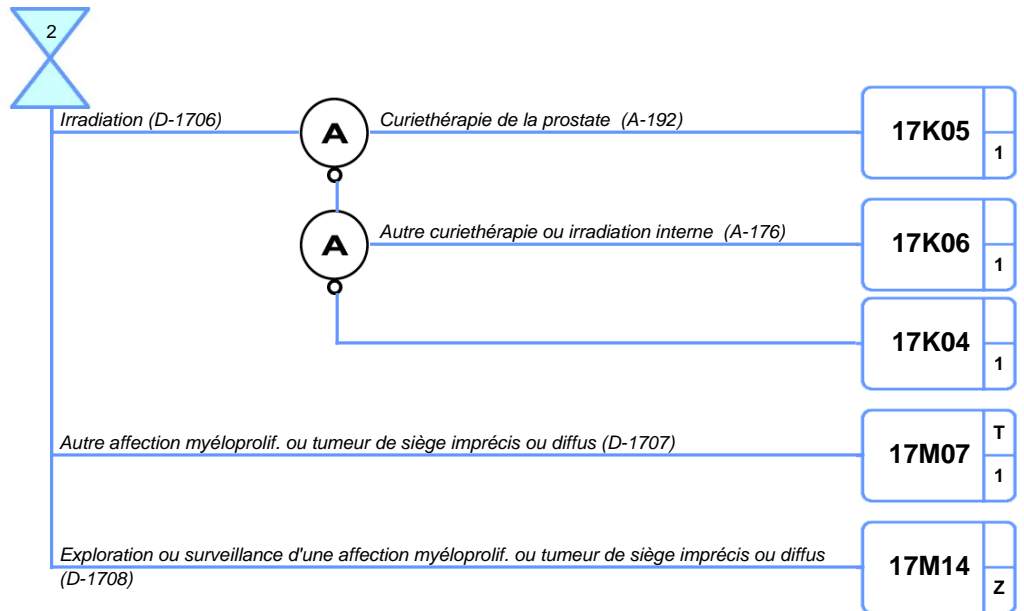 2
Irradiation (D-1706)
A
Curiethérapie de la prostate (A-192)
17K05
1
A
Autre curiethérapie ou irradiation interne (A-176)
17K06
1
17K04
1
Autre affection myéloprolif. ou tumeur de siège imprécis ou diffus (D-1707)
17M07
T
1
Exploration ou surveillance d'une affection myéloprolif. ou tumeur de siège imprécis ou diffus
(D-1708)
17M14
Z